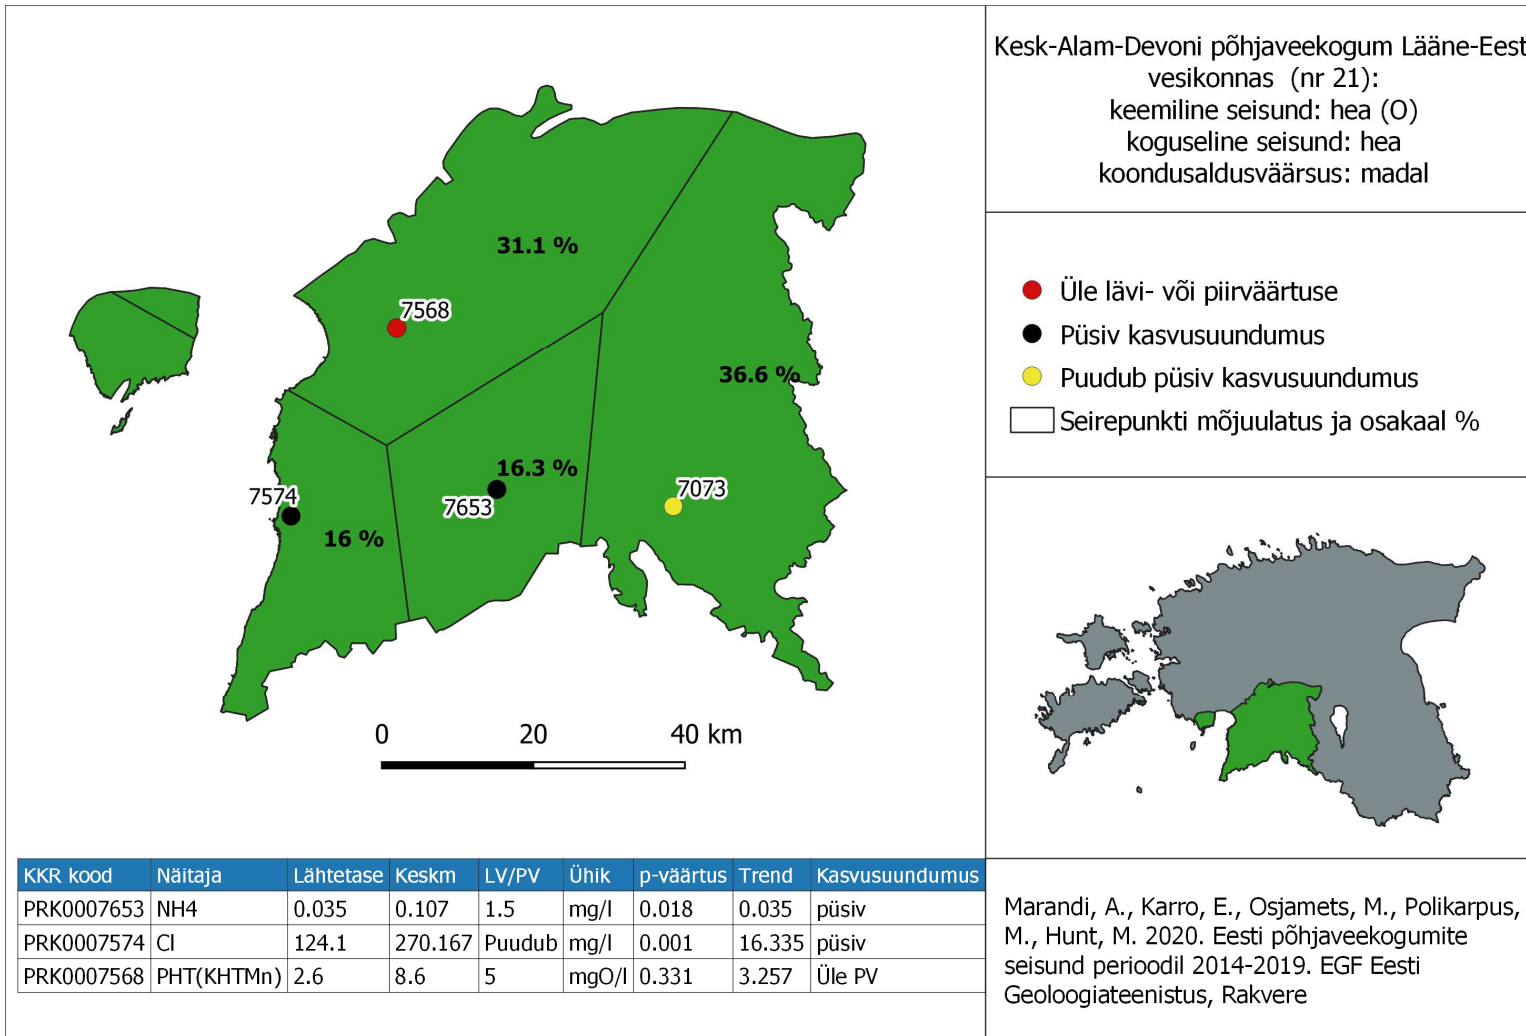 Kesk-Alam-Devoni põhjaveekogum Lääne-Eest
vesikonnas (nr 21):
keemiline seisund: hea (O)
koguseline seisund: hea
koondusaldusväärsus: madal
31.1 %
7568
36.6 %
16.3 %
7653
7073
7574
16 %
0 20 40 km
Üle lävi- või piirväärtuse
Püsiv kasvusuundumus
Puudub püsiv kasvusuundumus
Seirepunkti mõjuulatus ja osakaal %
KKR kood Näitaja Lähtetase Keskm LV/PV Ühik p-väärtus Trend Kasvusuundumus
PRK0007653 NH4 0.035 0.107 1.5 mg/l 0.018 0.035 püsiv
PRK0007574 Cl 124.1 270.167 Puudub mg/l 0.001 16.335 püsiv
PRK0007568 PHT(KHTMn) 2.6 8.6 5 mgO/l 0.331 3.257 Üle PV
Marandi, A., Karro, E., Osjamets, M., Polikarpus,
M., Hunt, M. 2020. Eesti põhjaveekogumite
seisund perioodil 2014-2019. EGF Eesti
Geoloogiateenistus, Rakvere